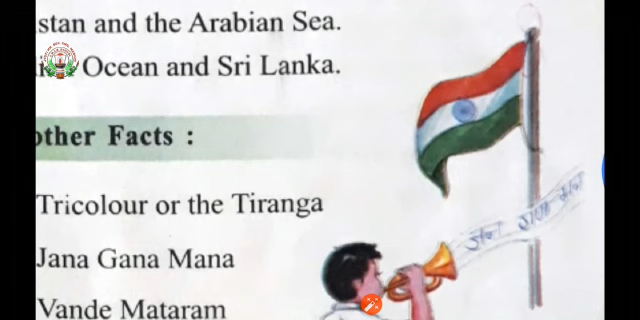 stan and the Arabian Sea.
Ocean and Sri Lanka.
other Facts :
Tricolour or the Tiranga
Jana Gana Mana
Vande Mataram
जन गण मन